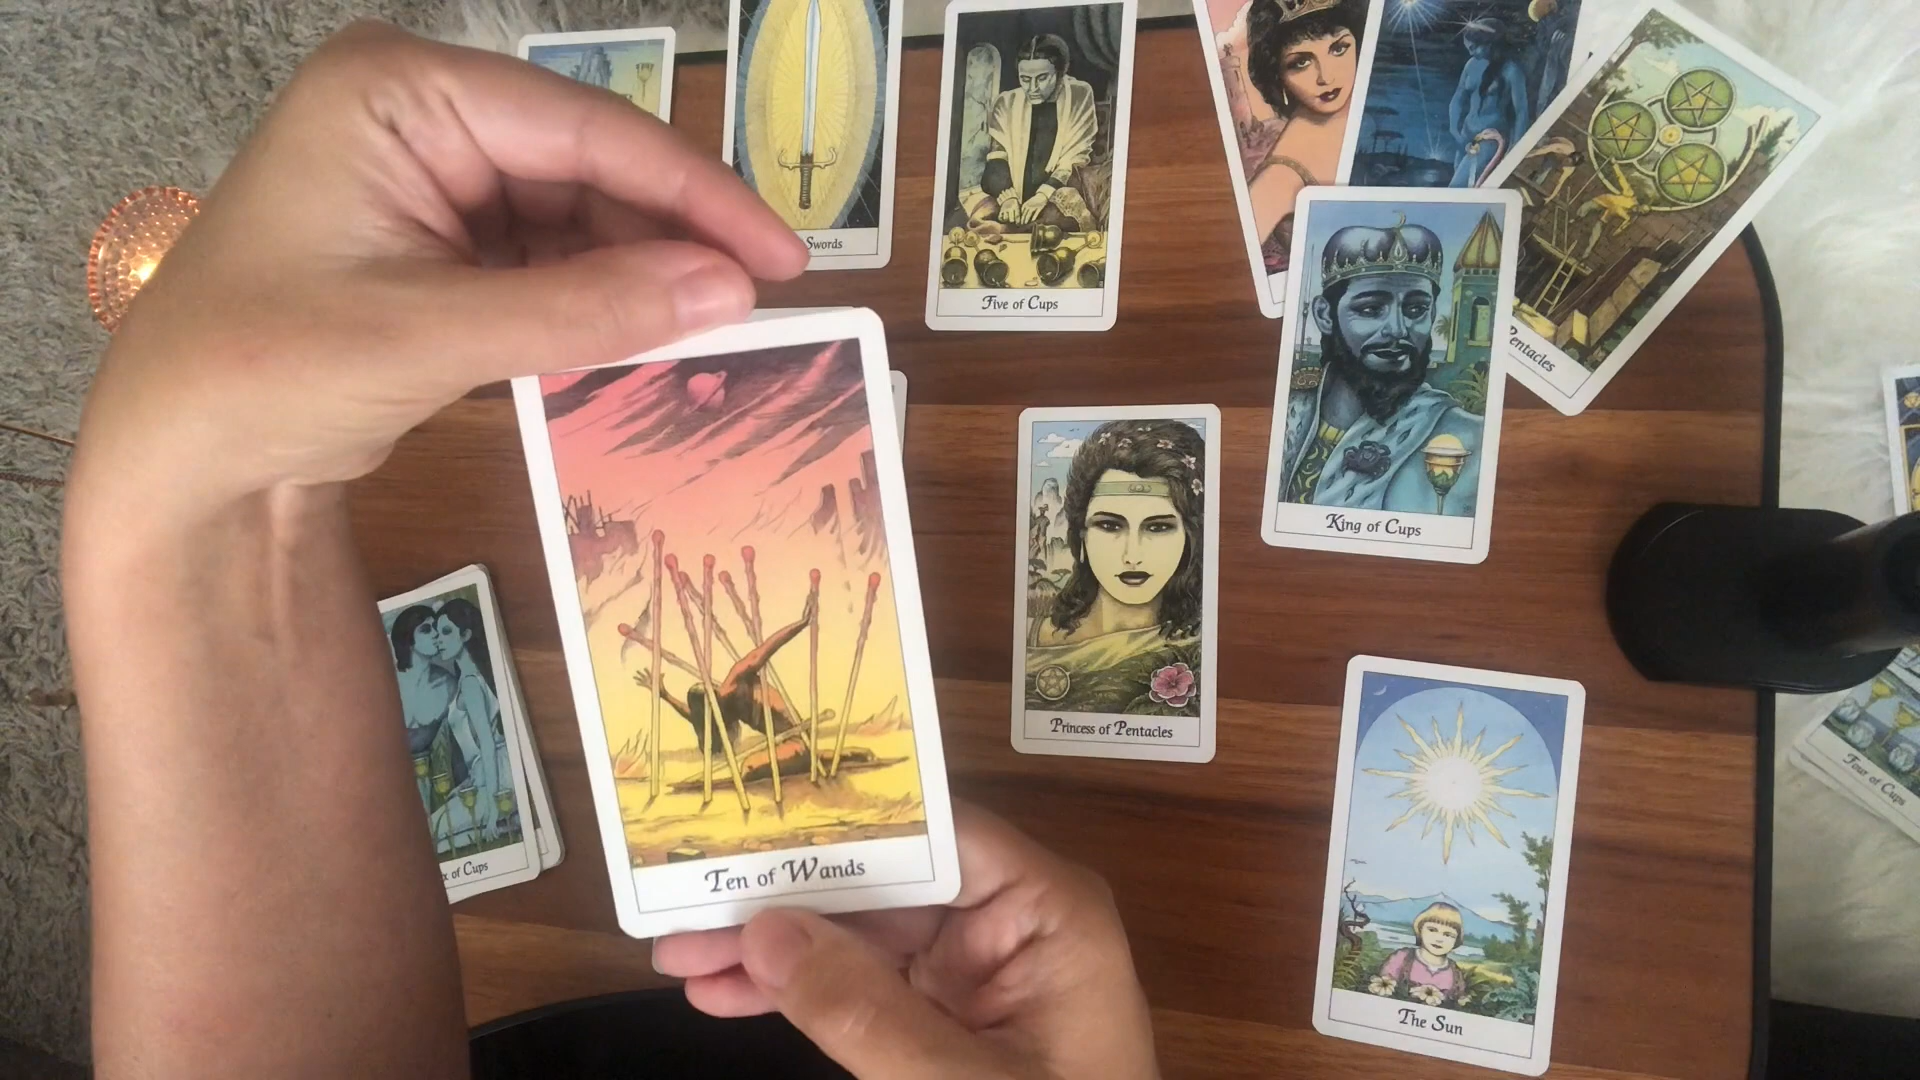 Swords
Five of Cups
Pentacles
King of Cups
Princess of Pentacles
Four of Cups
of Cups
Ten of Wands
The Sun